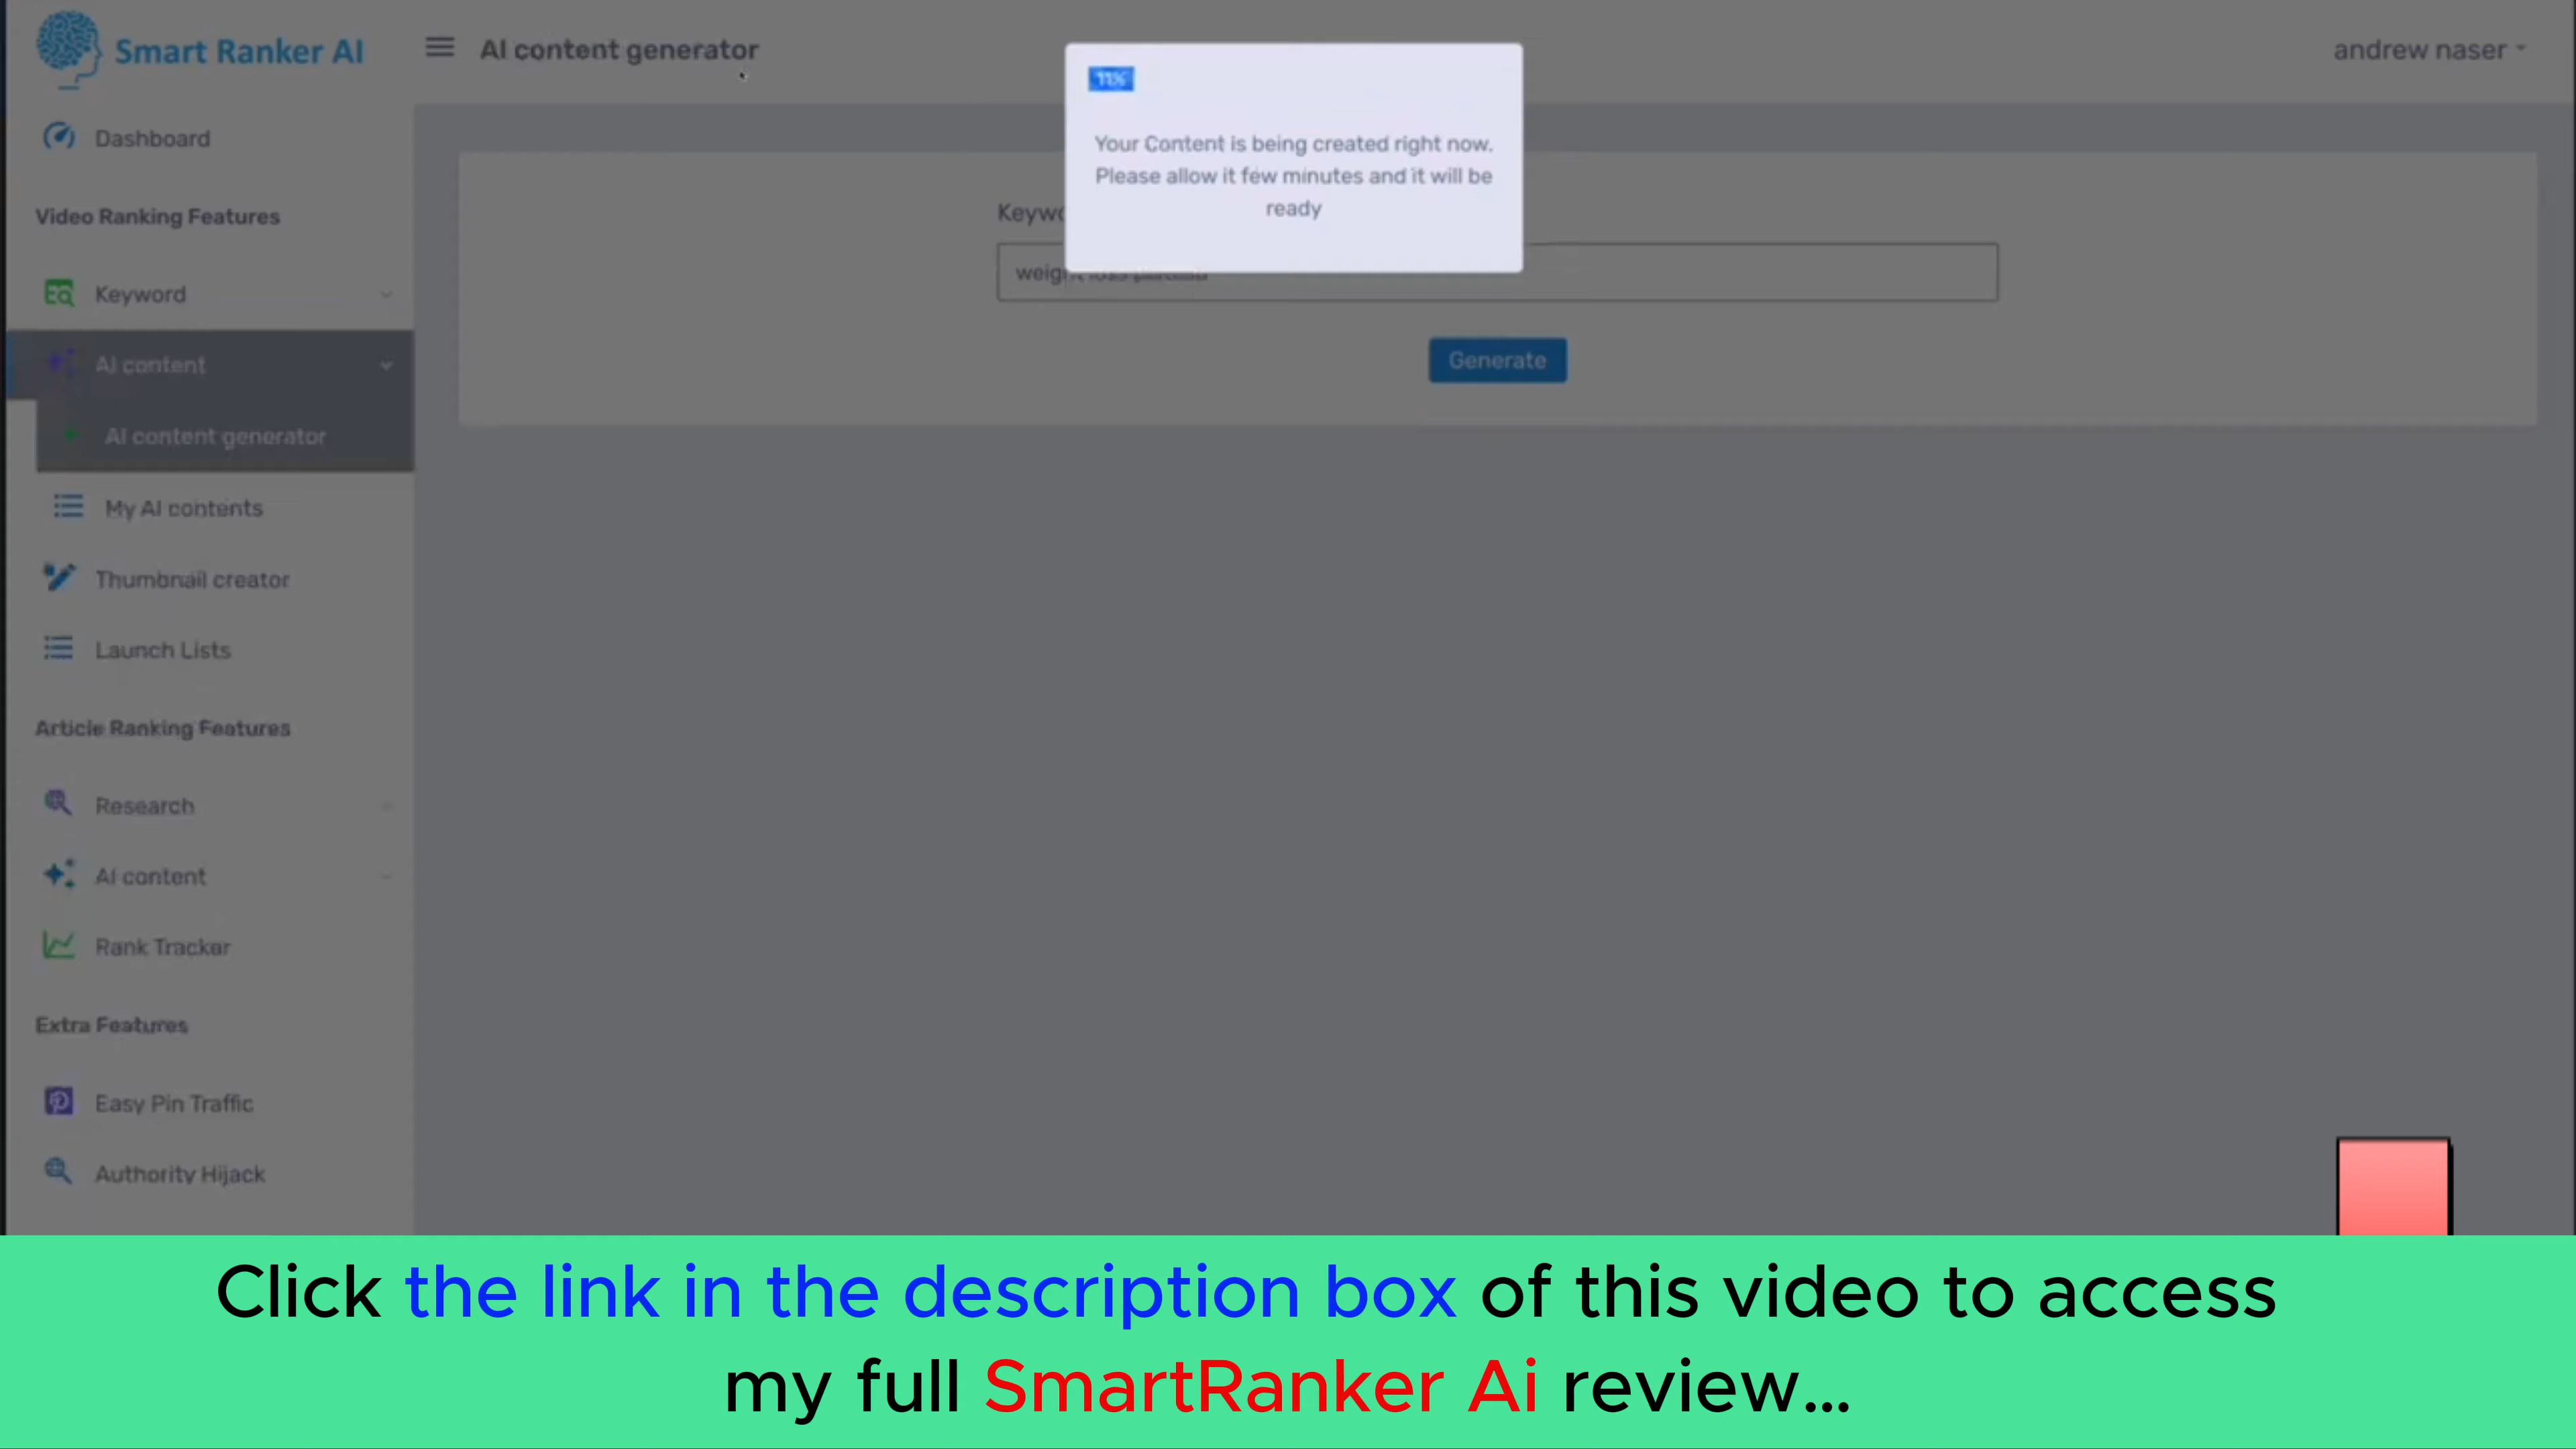 Smart Ranker AI
AI content generator
andrew naser
11%
Your Content is being created right now.
Please allow it few minutes and it will be
ready
Generate
Dashboard
Video Ranking Features
Keyword
AI content
AI content generator
My AI contents
Thumbnail creator
Launch Lists
Article Ranking Features
Research
AI content
Rank Tracker
Extra Features
Easy Pin Traffic
Authority Hijack
Click the link in the description box of this video to access
my full SmartRanker Ai review...